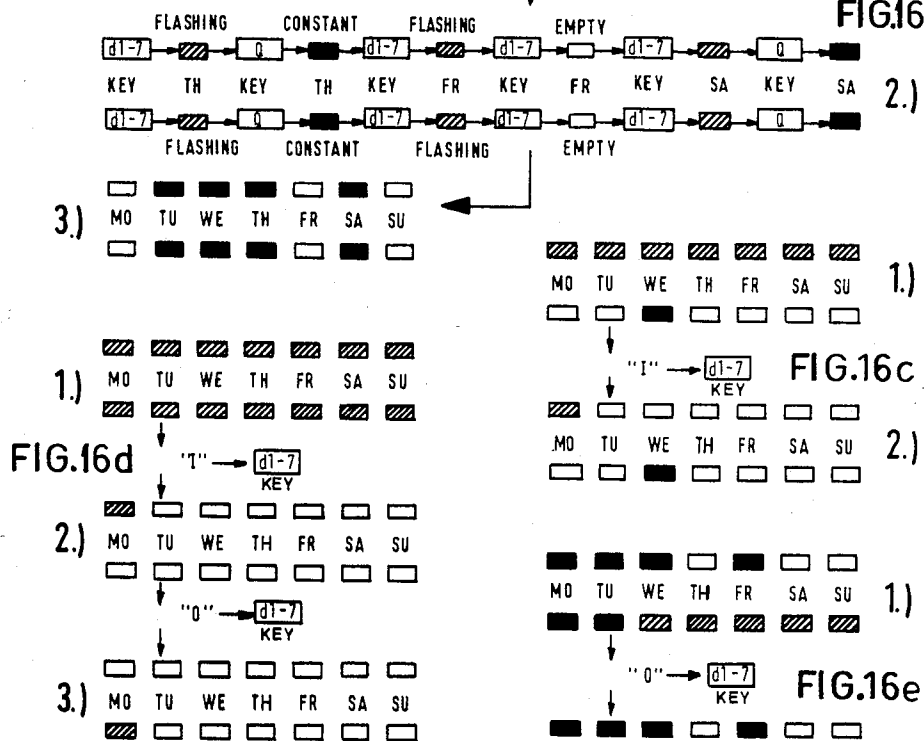 FIG.16
FLASHING CONSTANT FLASHING EMPTY
d1-7 Q d1-7 d1-7 d1-7 Q
KEY TH KEY TH KEY FR KEY FR KEY SA KEY SA
2.)
d1-7 Q d1-7 d1-7 d1-7 Q
FLASHING CONSTANT FLASHING EMPTY
3.) MO TU WE TH FR SA SU
MO TU WE TH FR SA SU 1.)
"I" d1-7
KEY
FIG.16c
MO TU WE TH FR SA SU 2.)
1.) MO TU WE TH FR SA SU
FIG.16d
"I" d1-7
KEY
2.) MO TU WE TH FR SA SU
"0" d1-7
KEY
3.) MO TU WE TH FR SA SU
MO TU WE TH FR SA SU 1.)
"0" d1-7
KEY
FIG.16e